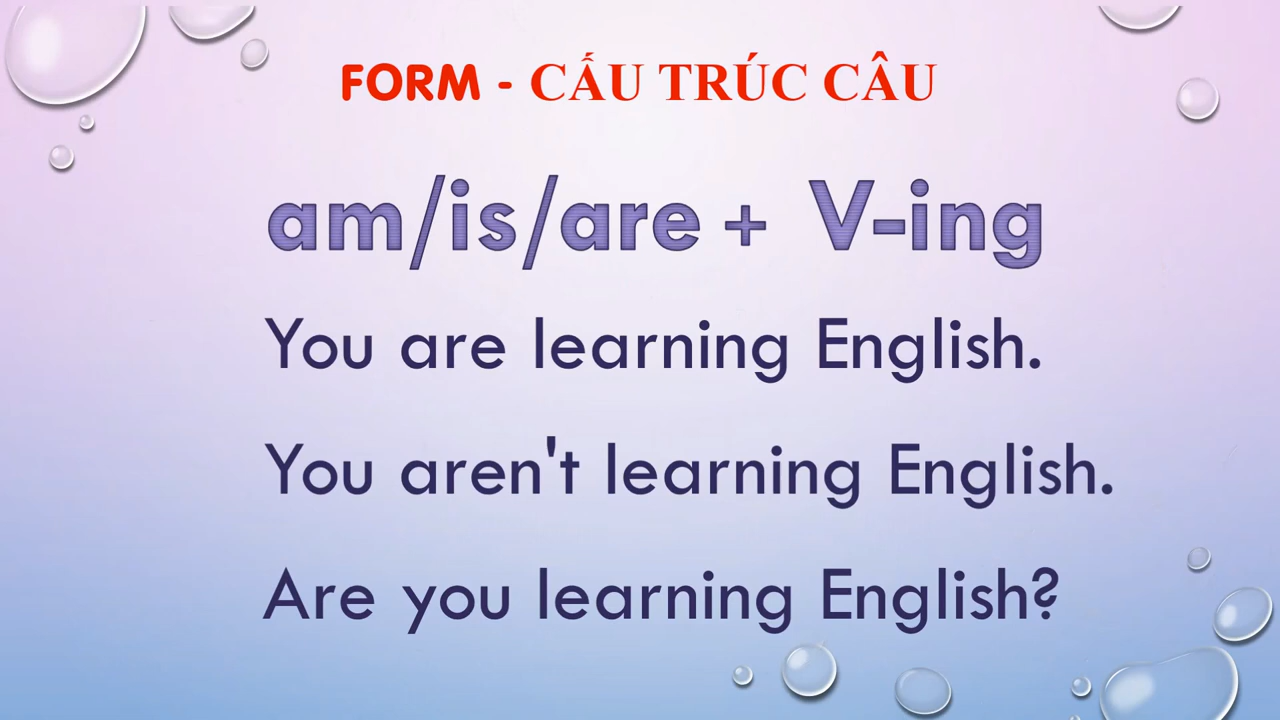 FORM - CẤU TRÚC CÂU
am/is/are + V-ing
You are learning English.
You aren't learning English.
Are you learning English?